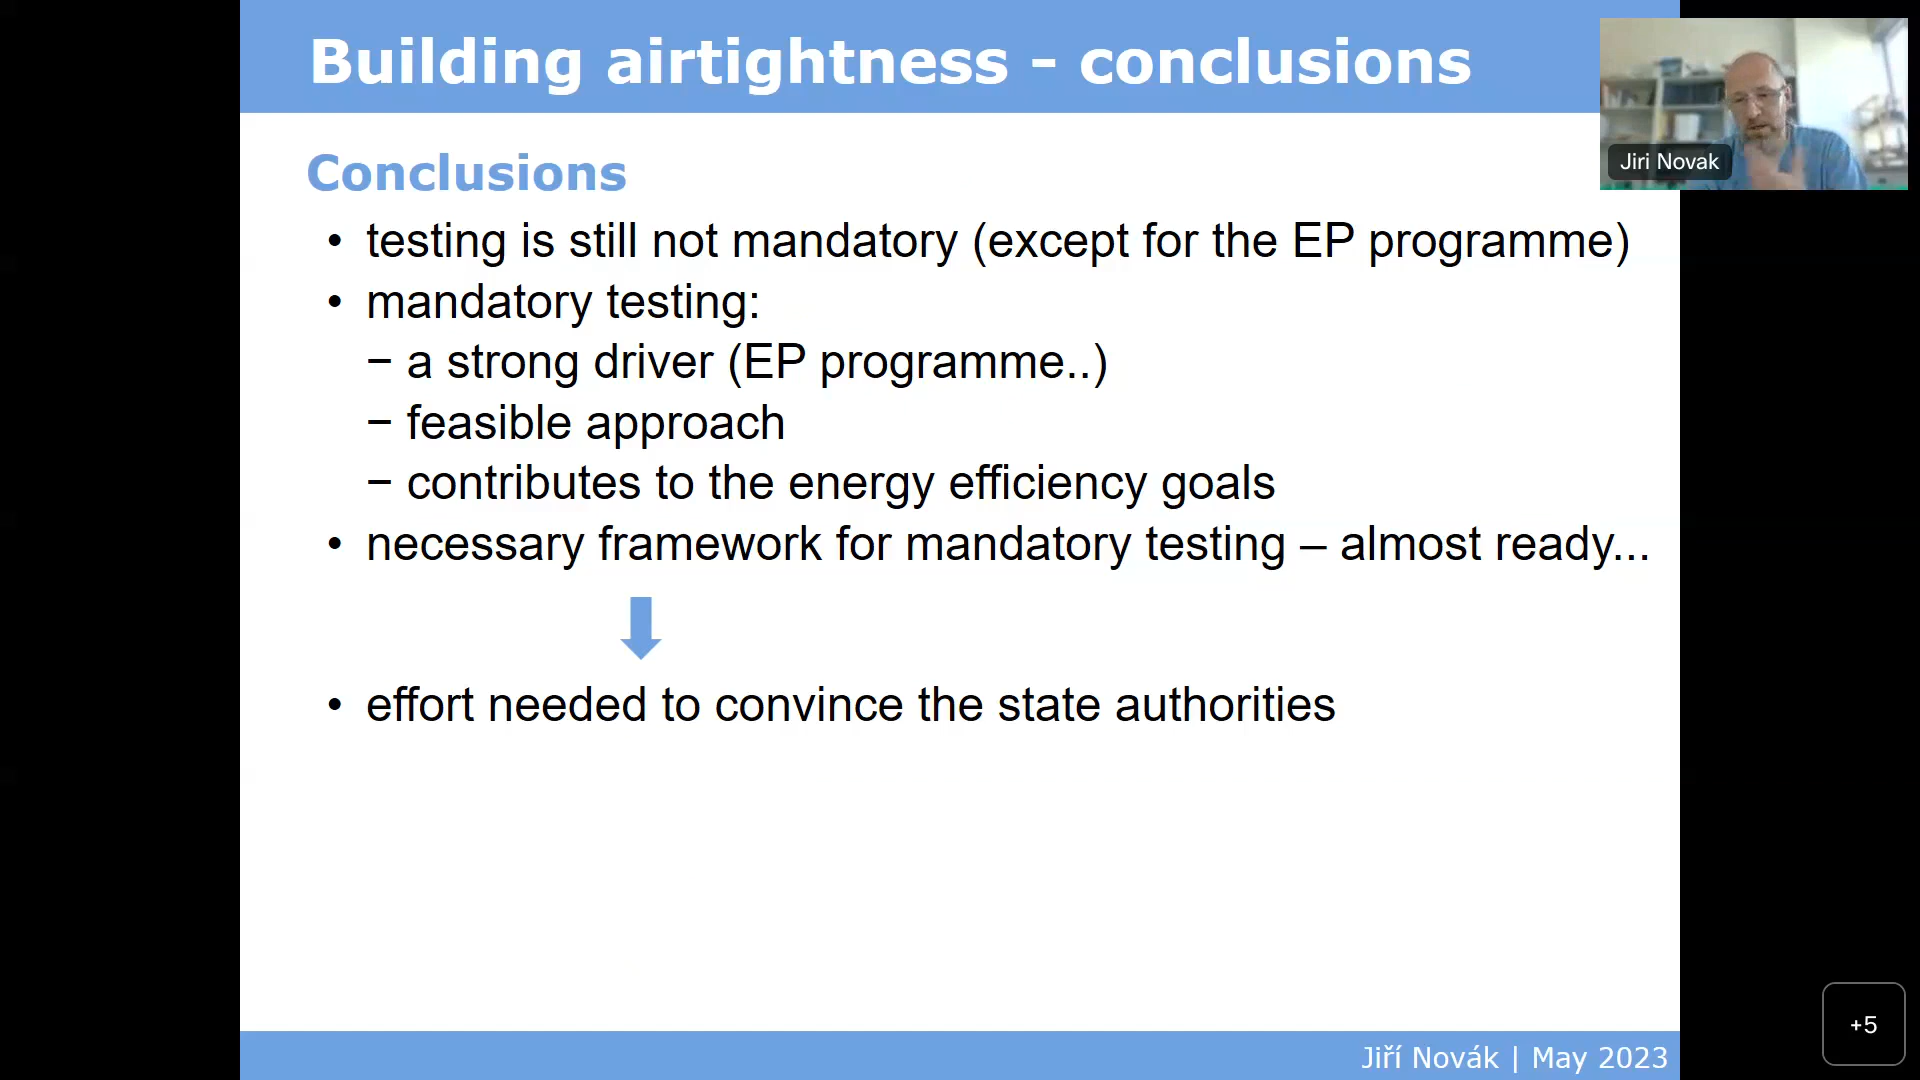 Building airtightness - conclusions
Jiri Novak
Conclusions
• testing is still not mandatory (except for the EP programme)
• mandatory testing:
− a strong driver (EP programme..)
− feasible approach
− contributes to the energy efficiency goals
• necessary framework for mandatory testing – almost ready...
• effort needed to convince the state authorities
Jiří Novák | May 2023
+5